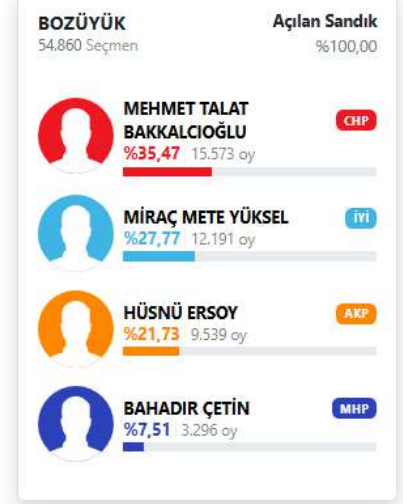 BOZÜYÜK
54.860 Seçmen
Açılan Sandık
%100,00
MEHMET TALAT
BAKKALCIOĞLU
CHP
%35,47 15.573 oy
MİRAÇ METE YÜKSEL
İYİ
%27,77 12.191 oy
HÜSNÜ ERSOY
AKP
%21,73 9.539 oy
BAHADIR ÇETİN
MHP
%7,51 3.296 oy